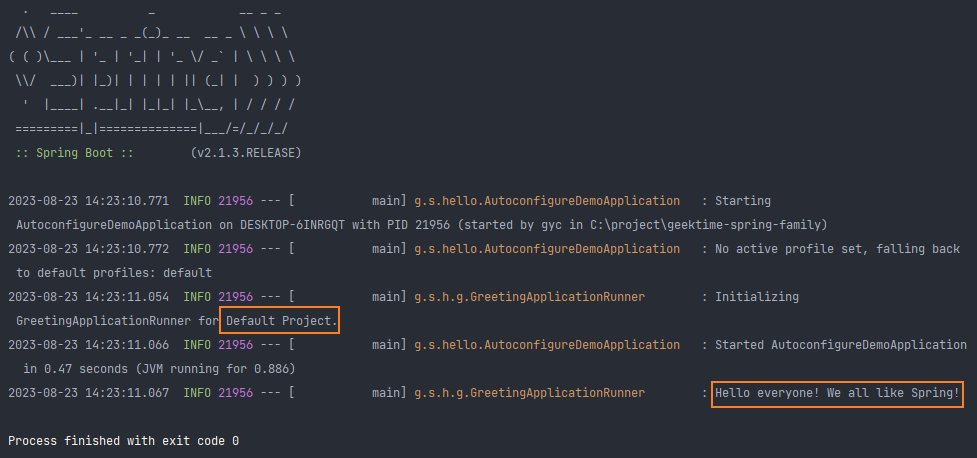 .   ____          _            __ _ _
 /\\ / ___'_ __ _ _(_)_ __  __ _ \ \ \ \
( ( )\___ | '_ | '_| | '_ \/ _` | \ \ \ \
 \\/  ___)| |_)| | | | | || (_| |  ) ) ) )
  '  |____| .__|_| |_|_| |_\__, | / / / /
 =========|_|==============|___/=/_/_/_/
 :: Spring Boot ::        (v2.1.3.RELEASE)
2023-08-23 14:23:10.771  INFO 21956 --- [           main] g.s.hello.AutoconfigureDemoApplication   : Starting
 AutoconfigureDemoApplication on DESKTOP-6INRGQT with PID 21956 (started by gyc in C:\project\geektime-spring-family)
2023-08-23 14:23:10.772  INFO 21956 --- [           main] g.s.hello.AutoconfigureDemoApplication   : No active profile set, falling back
 to default profiles: default
2023-08-23 14:23:11.054  INFO 21956 --- [           main] g.s.h.g.GreetingApplicationRunner        : Initializing
 GreetingApplicationRunner for Default Project.
2023-08-23 14:23:11.066  INFO 21956 --- [           main] g.s.hello.AutoconfigureDemoApplication   : Started AutoconfigureDemoApplication
  in 0.47 seconds (JVM running for 0.886)
2023-08-23 14:23:11.067  INFO 21956 --- [           main] g.s.h.g.GreetingApplicationRunner        : Hello everyone! We all like Spring!
Process finished with exit code 0